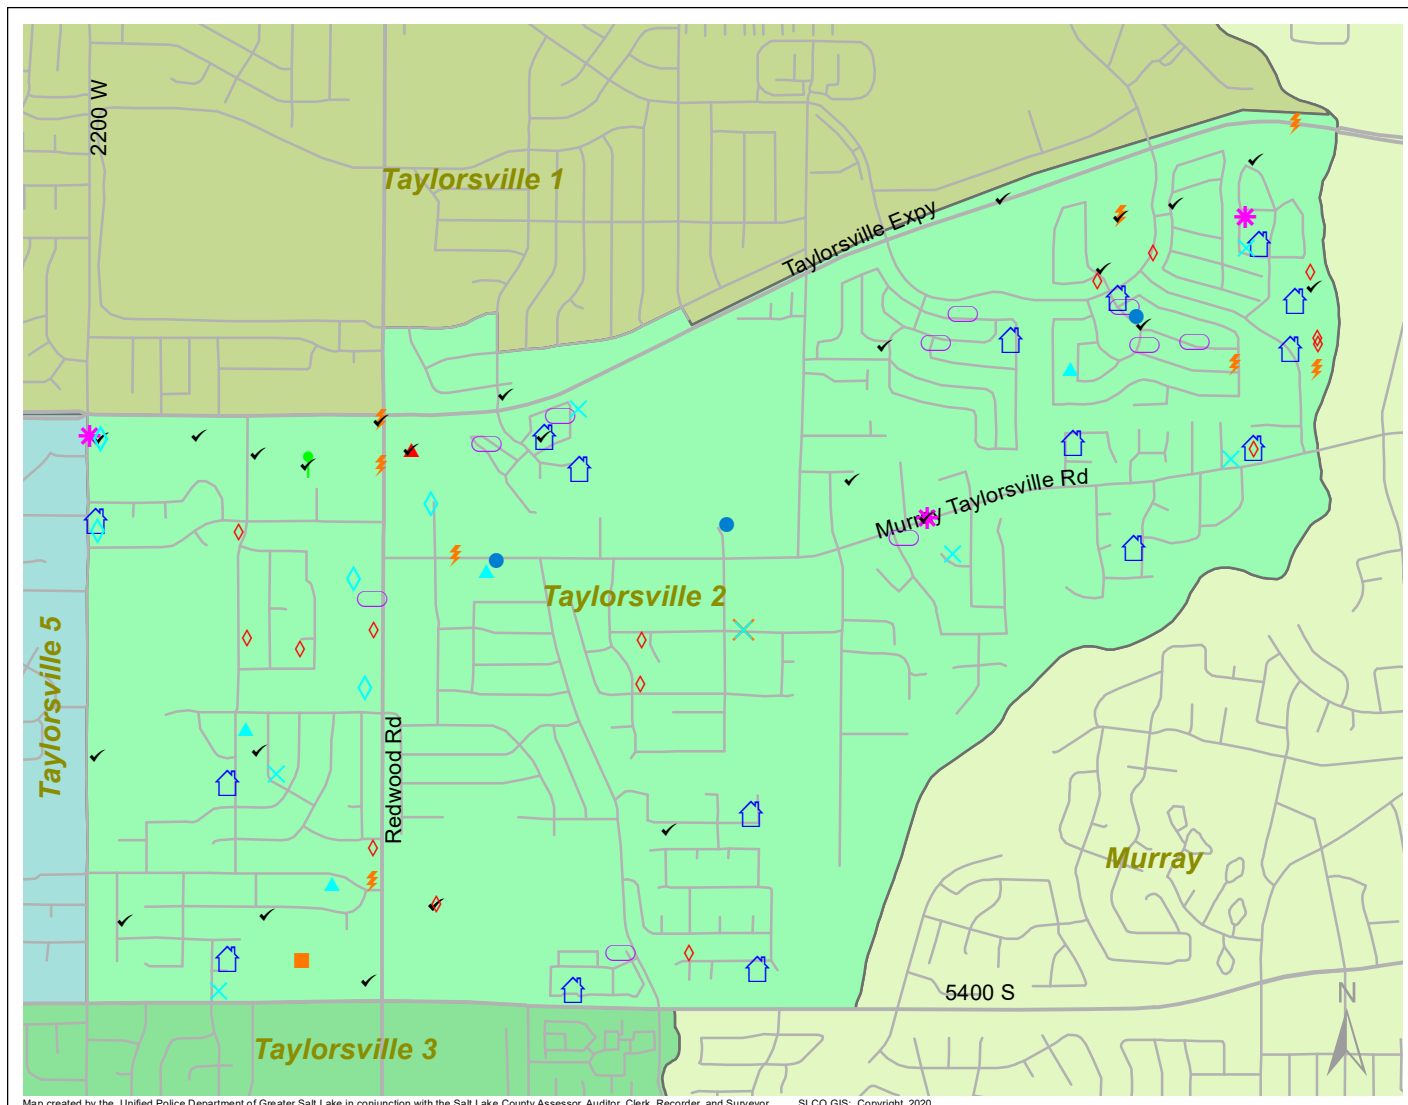 2200 W
Taylorsville 1
Taylorsville Expy
Murray Taylorsville Rd
Taylorsville 2
Taylorsville 5
Redwood Rd
Murray
5400 S
N
Taylorsville 3
Map created by the Unified Police Department of Greater Salt Lake in conjunction with the Salt Lake County Assessor, Auditor, Clerk, Recorder, and Surveyor. SLCO GIS: Copyright, 2020